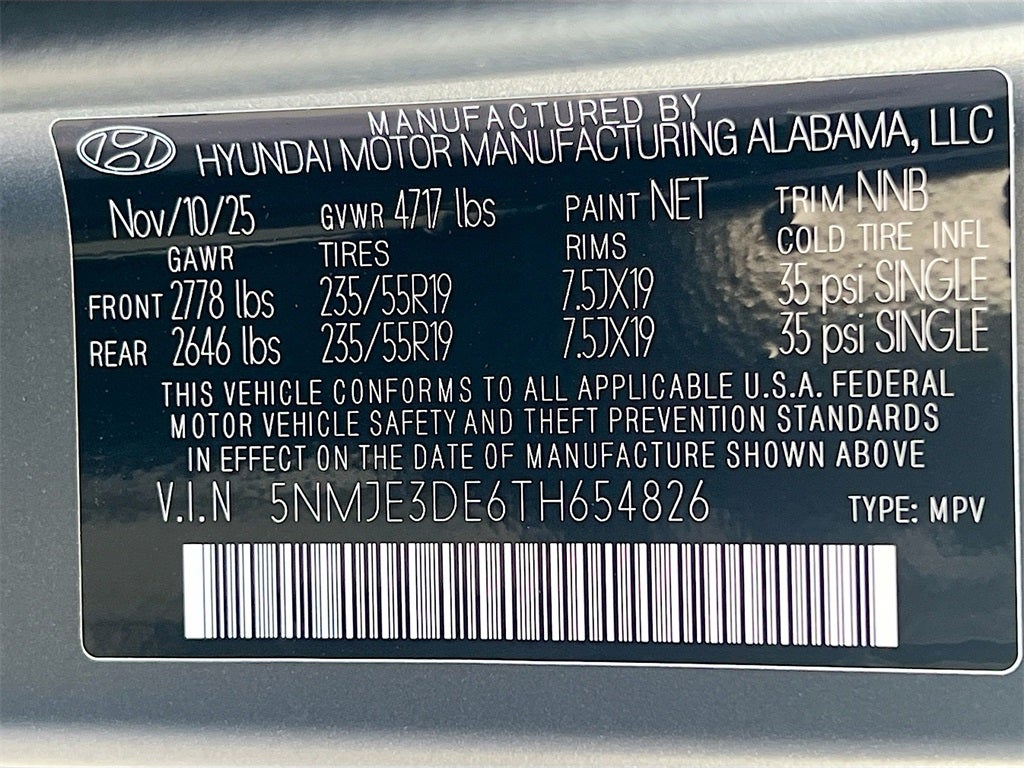 MANUFACTURED BY
HYUNDAI MOTOR MANUFACTURING ALABAMA, LLC
Nov/10/25 GVWR 4717 lbs PAINT NET TRIM NNB
GAWR TIRES RIMS COLD TIRE INFL
FRONT 2778 lbs 235/55R19 7.5JX19 35 psi SINGLE
REAR 2646 lbs 235/55R19 7.5JX19 35 psi SINGLE
THIS VEHICLE CONFORMS TO ALL APPLICABLE U.S.A. FEDERAL
MOTOR VEHICLE SAFETY AND THEFT PREVENTION STANDARDS
IN EFFECT ON THE DATE OF MANUFACTURE SHOWN ABOVE
V.I.N 5NMJE3DE6TH654826 TYPE: MPV